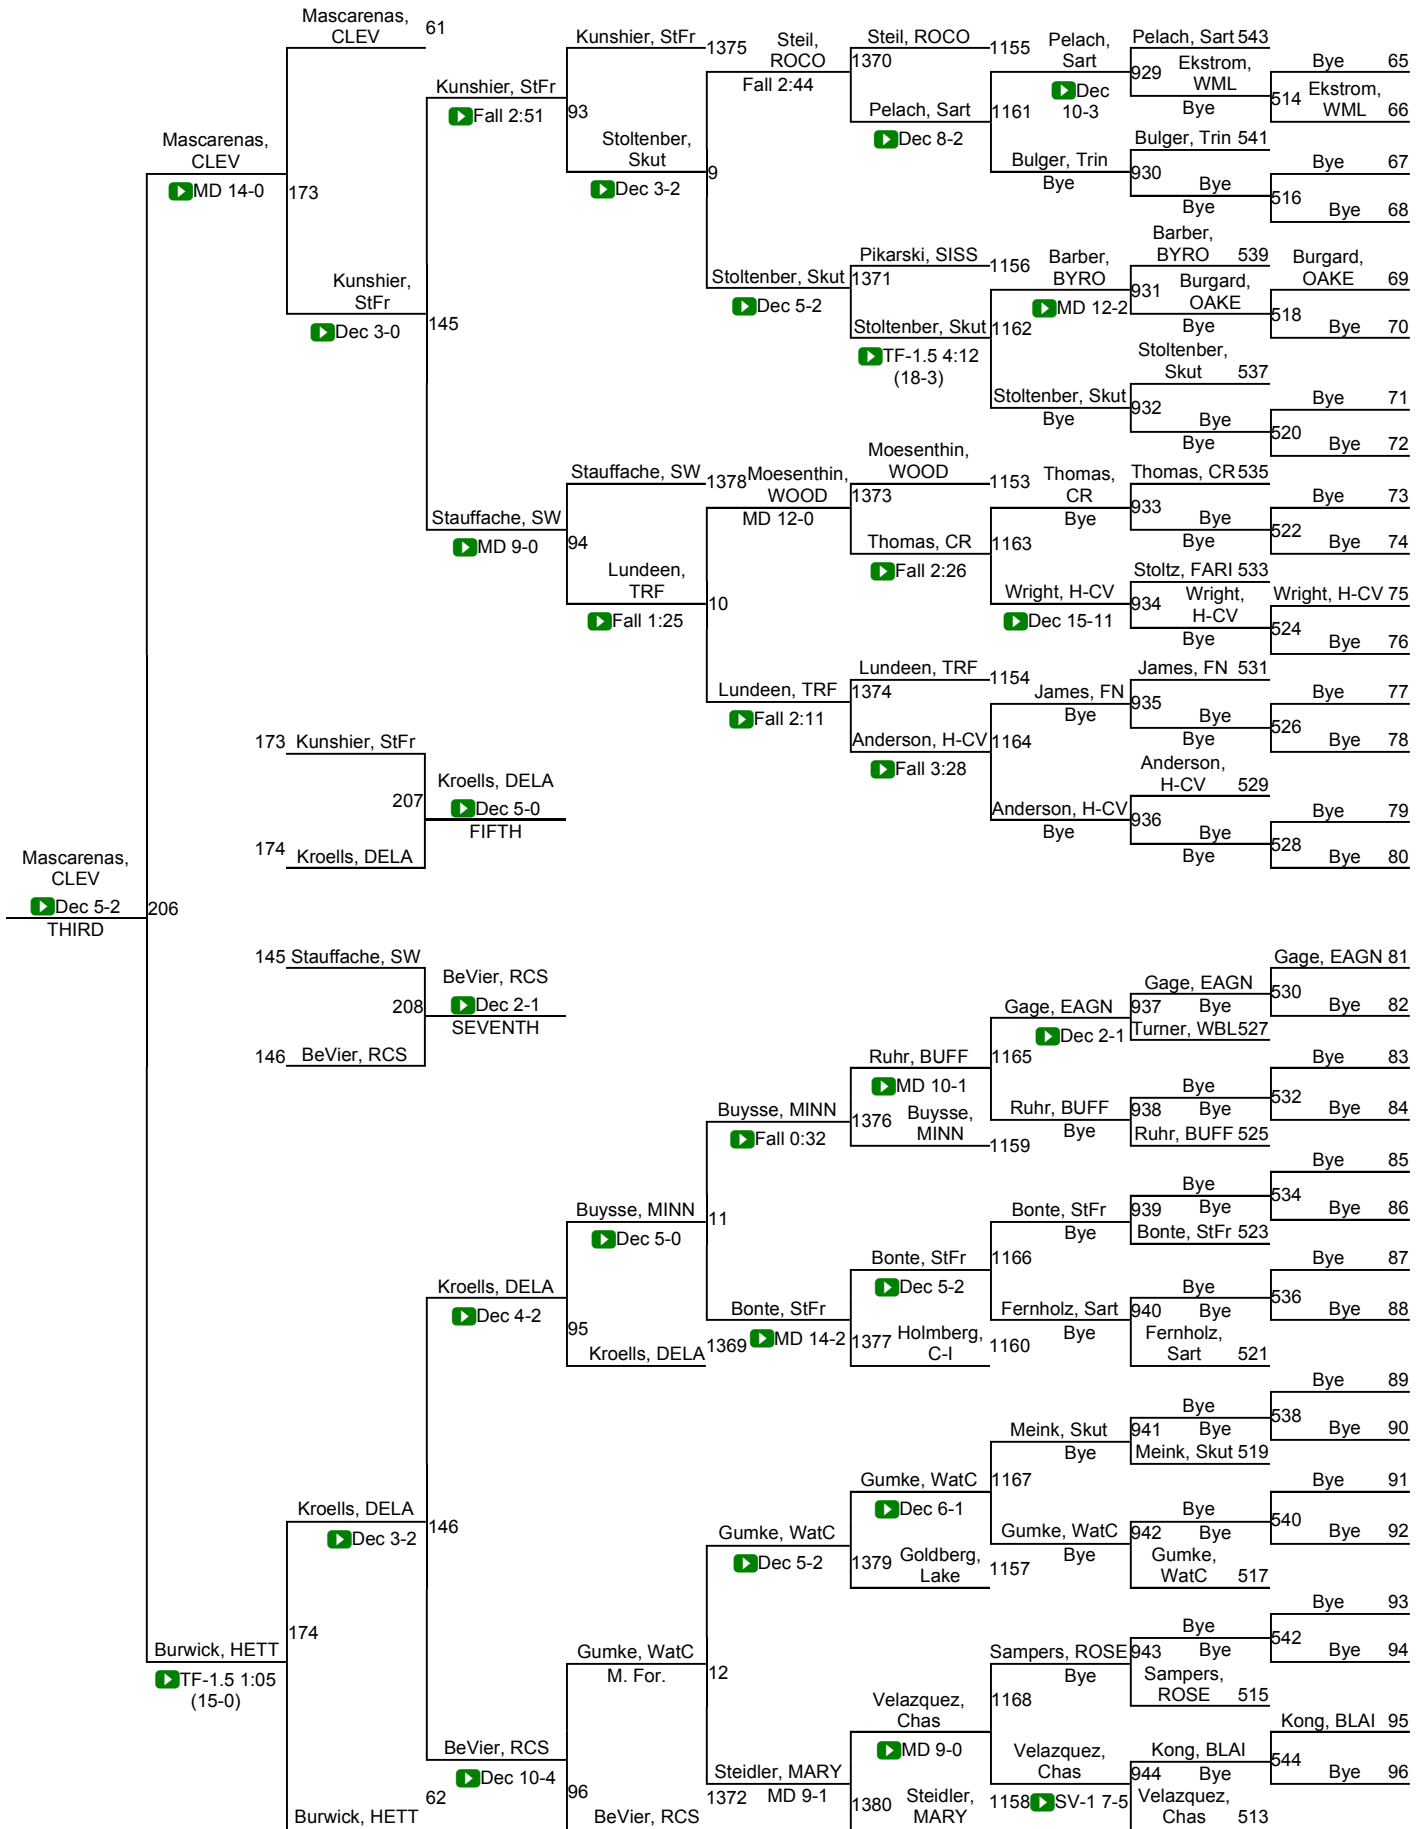 Mascarenas,
CLEV
61
Kunshier, StFr
1375
Steil,
ROCO
Fall 2:44
Steil, ROCO
1155
1370
Pelach,
Sart
Dec
10-3
Pelach, Sart 543
929
Ekstrom,
WML
Bye
Bye 65
514
Ekstrom,
WML 66
Kunshier, StFr
Fall 2:51
93
Pelach, Sart
Dec 8-2
1161
Stoltenber,
Skut
Dec 3-2
9
Bulger, Trin
Bye
Bulger, Trin 541
930
Bye
Bye
Bye 67
516
Bye 68
Mascarenas,
CLEV
MD 14-0
173
Stoltenber, Skut
Dec 5-2
Pikarski, SISS
1156
1371
Barber,
BYRO
MD 12-2
Barber,
BYRO 539
931
Burgard,
OAKE
Bye
Burgard,
OAKE 69
518
Bye 70
Kunshier,
StFr
Dec 3-0
145
Stoltenber, Skut
TF-1.5 4:12
(18-3)
1162
Stoltenber, Skut
Bye
Stoltenber,
Skut 537
932
Bye
Bye
Bye 71
520
Bye 72
Stauffache, SW
MD 9-0
94
Stauffache, SW
1378
Moesenthin,
WOOD
MD 12-0
Moesenthin,
WOOD
1153
1373
Thomas,
CR
Bye
Thomas, CR 535
933
Bye
Bye
Bye 73
522
Bye 74
Thomas, CR
Fall 2:26
1163
Lundeen,
TRF
Fall 1:25
10
Wright, H-CV
Dec 15-11
Stoltz, FARI 533
934
Wright,
H-CV
Bye
Wright, H-CV 75
524
Bye 76
Lundeen, TRF
Fall 2:11
Lundeen, TRF
1154
1374
James, FN
Bye
James, FN 531
935
Bye
Bye
Bye 77
526
Bye 78
Anderson, H-CV
Fall 3:28
1164
Anderson, H-CV
Bye
Anderson,
H-CV 529
936
Bye
Bye
Bye 79
528
Bye 80
173 Kunshier, StFr
207
Kroells, DELA
Dec 5-0
FIFTH
174 Kroells, DELA
Mascarenas,
CLEV
Dec 5-2
THIRD
206
145 Stauffache, SW
208
BeVier, RCS
Dec 2-1
SEVENTH
146 BeVier, RCS
Gage, EAGN 81
530
Bye 82
Gage, EAGN
937
Bye
Turner, WBL 527
Gage, EAGN
Dec 2-1
1165
Ruhr, BUFF
MD 10-1
1376
Buysse,
MINN
1159
Ruhr, BUFF
Bye
Bye
938
Bye
Ruhr, BUFF 525
Bye 83
532
Bye 84
Buysse, MINN
Fall 0:32
11
Buysse, MINN
Dec 5-0
Bonte, StFr
Bye
Bye
939
Bye
Bonte, StFr 523
Bye 85
534
Bye 86
Bonte, StFr
Dec 5-2
1166
1377
Holmberg,
C-I
1160
Bonte, StFr
MD 14-2
Fernholz, Sart
Bye
Bye
940
Bye
Fernholz,
Sart 521
Bye 87
536
Bye 88
Kroells, DELA
Dec 4-2
95
Kroells, DELA
1369
Meink, Skut
Bye
Bye
941
Bye
Meink, Skut 519
Bye 89
538
Bye 90
Kroells, DELA
Dec 3-2
146
Gumke, WatC
Dec 5-2
Gumke, WatC
Dec 6-1
1167
1379
Goldberg,
Lake
1157
Gumke, WatC
Bye
Bye
942
Bye
Gumke,
WatC 517
Bye 91
540
Bye 92
Burwick, HETT
TF-1.5 1:05
(15-0)
174
Gumke, WatC
M. For.
12
Sampers, ROSE
Bye
Bye
943
Bye
Sampers,
ROSE 515
Bye 93
542
Bye 94
Velazquez,
Chas
MD 9-0
1168
BeVier, RCS
Dec 10-4
96
Steidler, MARY
MD 9-1
1380
Steidler,
MARY
1158
Velazquez,
Chas
SV-1 7-5
Kong, BLAI
944
Bye
Velazquez,
Chas 513
Kong, BLAI 95
544
Bye 96
Burwick, HETT
62
BeVier, RCS
1372